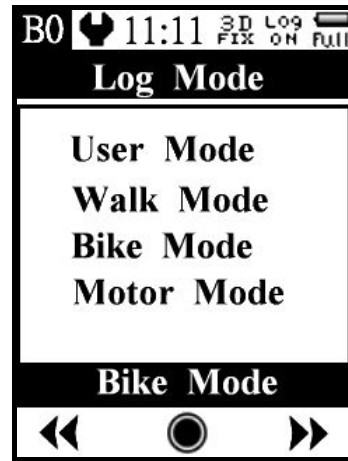 B0 11:11 3D FIX LOG ON Full
Log Mode
User Mode
Walk Mode
Bike Mode
Motor Mode
Bike Mode